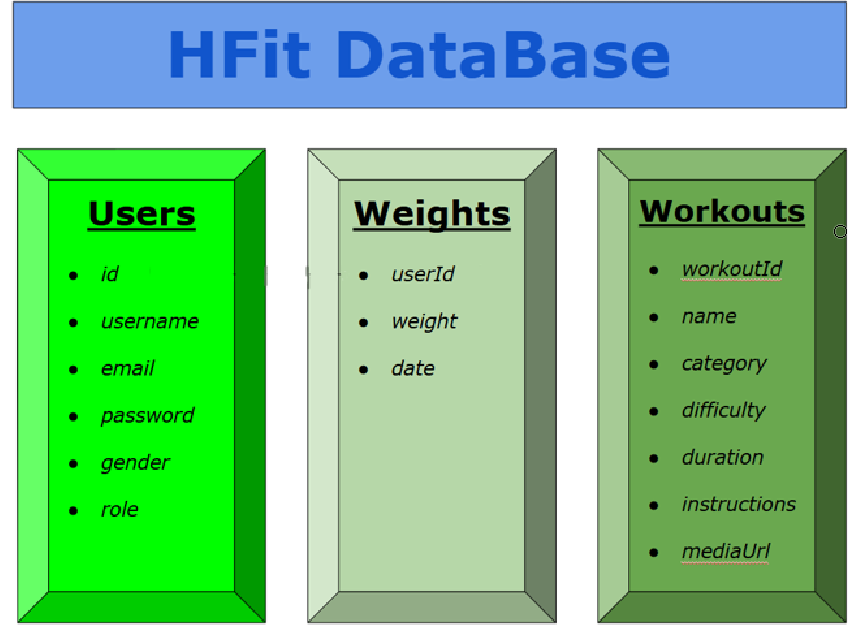 HFit DataBase
Users
● id
● username
● email
● password
● gender
● role
Weights
● userId
● weight
● date
Workouts
● workoutId
● name
● category
● difficulty
● duration
● instructions
● mediaUrl